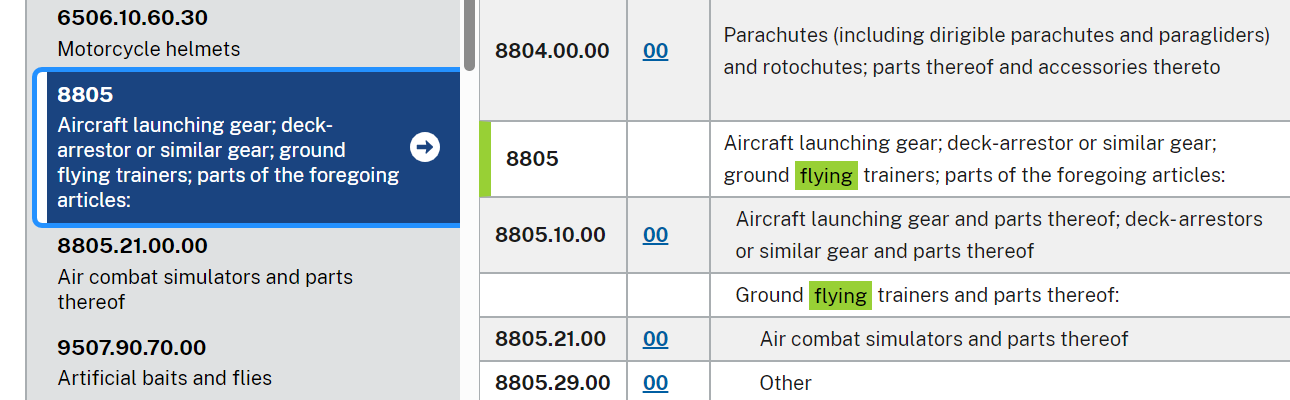 6506.10.60.30
Motorcycle helmets
8805
Aircraft launching gear; deck-
arrestor or similar gear; ground
flying trainers; parts of the foregoing
articles:
8805.21.00.00
Air combat simulators and parts
thereof
9507.90.70.00
Artificial baits and flies
8804.00.00 00 Parachutes (including dirigible parachutes and paragliders)
and rotochutes; parts thereof and accessories thereto
8805 Aircraft launching gear; deck-arrestor or similar gear;
ground flying trainers; parts of the foregoing articles:
8805.10.00 00 Aircraft launching gear and parts thereof; deck-arrestors
or similar gear and parts thereof
Ground flying trainers and parts thereof:
8805.21.00 00 Air combat simulators and parts thereof
8805.29.00 00 Other